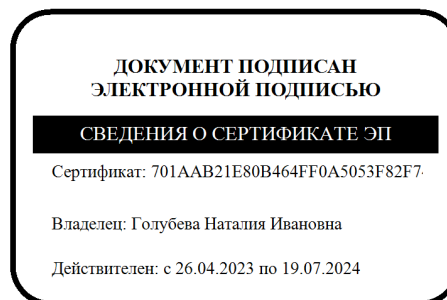 ДОКУМЕНТ ПОДПИСАН
ЭЛЕКТРОННОЙ ПОДПИСЬЮ
СВЕДЕНИЯ О СЕРТИФИКАТЕ ЭП
Сертификат: 701AAB21E80B464FF0A5053F82F7
Владелец: Голубева Наталия Ивановна
Действителен: с 26.04.2023 по 19.07.2024